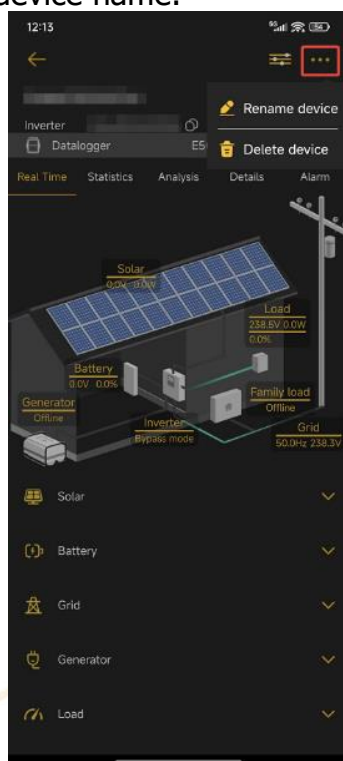 device name.
12:13
54
Rename device
Inverter
Datalogger E5
Delete device
Real Time Statistics Analysis Details Alarm
Solar
0.0V 0.0W
Load
238.5V 0.0W
0.0%
Battery
0.0V 0.0%
Generator
Offline
Family load
Offline
Inverter
Bypass mode
Grid
50.0Hz 238.3V
Solar
Battery
Grid
Generator
Load